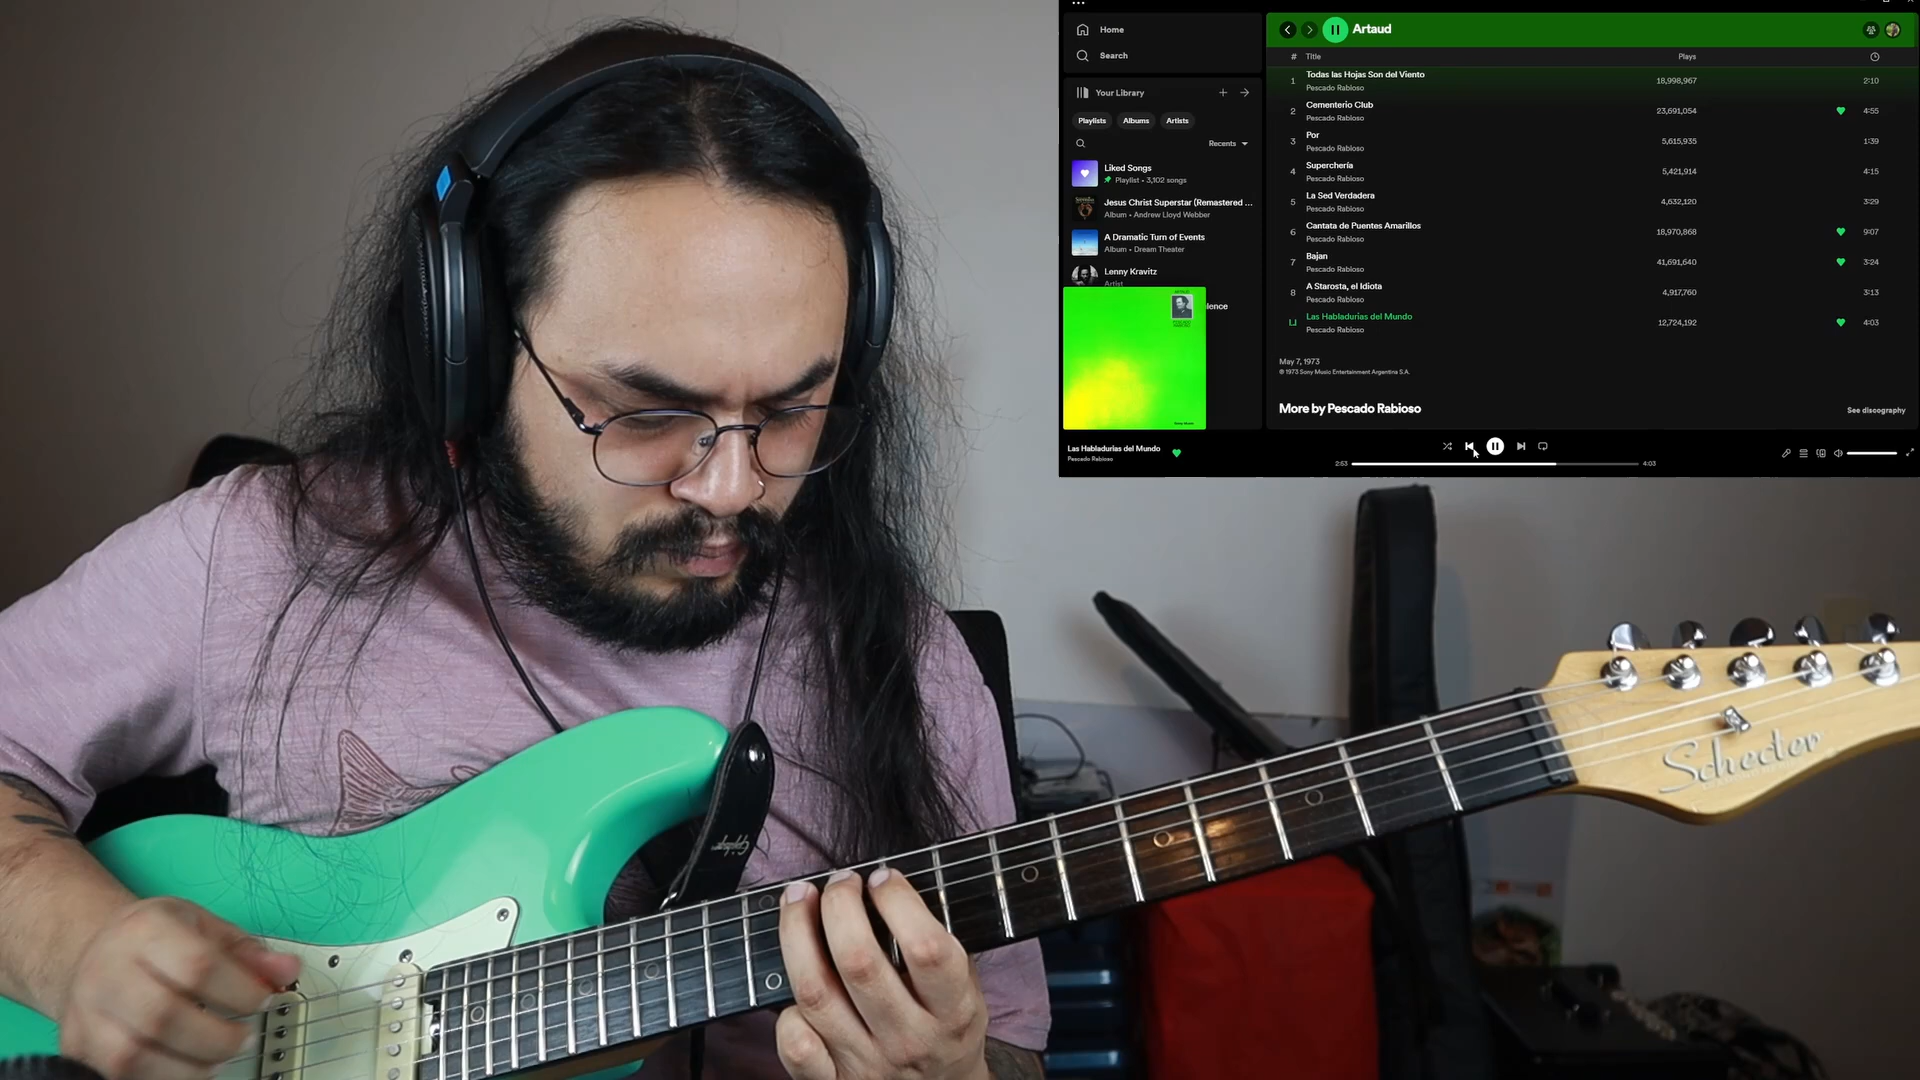 Home
Search
Your Library
Playlists Albums Artists
Recents
Liked Songs
Playlist • 3,102 songs
Jesus Christ Superstar (Remastered ...
Album • Andrew Lloyd Webber
A Dramatic Turn of Events
Album • Dream Theater
Lenny Kravitz
Artist
lence
Artaud
# Title Plays
1 Todas las Hojas Son del Viento 18,998,967 2:10
Pescado Rabioso
2 Cementerio Club 23,691,054 4:55
Pescado Rabioso
3 Por 5,615,935 1:39
Pescado Rabioso
4 Superchería 5,421,914 4:15
Pescado Rabioso
5 La Sed Verdadera 4,632,120 3:29
Pescado Rabioso
6 Cantata de Puentes Amarillos 18,970,868 9:07
Pescado Rabioso
7 Bajan 41,691,640 3:24
Pescado Rabioso
8 A Starosta, el Idiota 4,917,760 3:13
Pescado Rabioso
Las Habladurias del Mundo 12,724,192 4:03
Pescado Rabioso
May 7, 1973
℗ 1973 Sony Music Entertainment Argentina S.A.
More by Pescado Rabioso
See discography
ARTAUD
PESCADO
RABIOSO
Las Habladurias del Mundo
Pescado Rabioso
2:53 4:03
Schecter